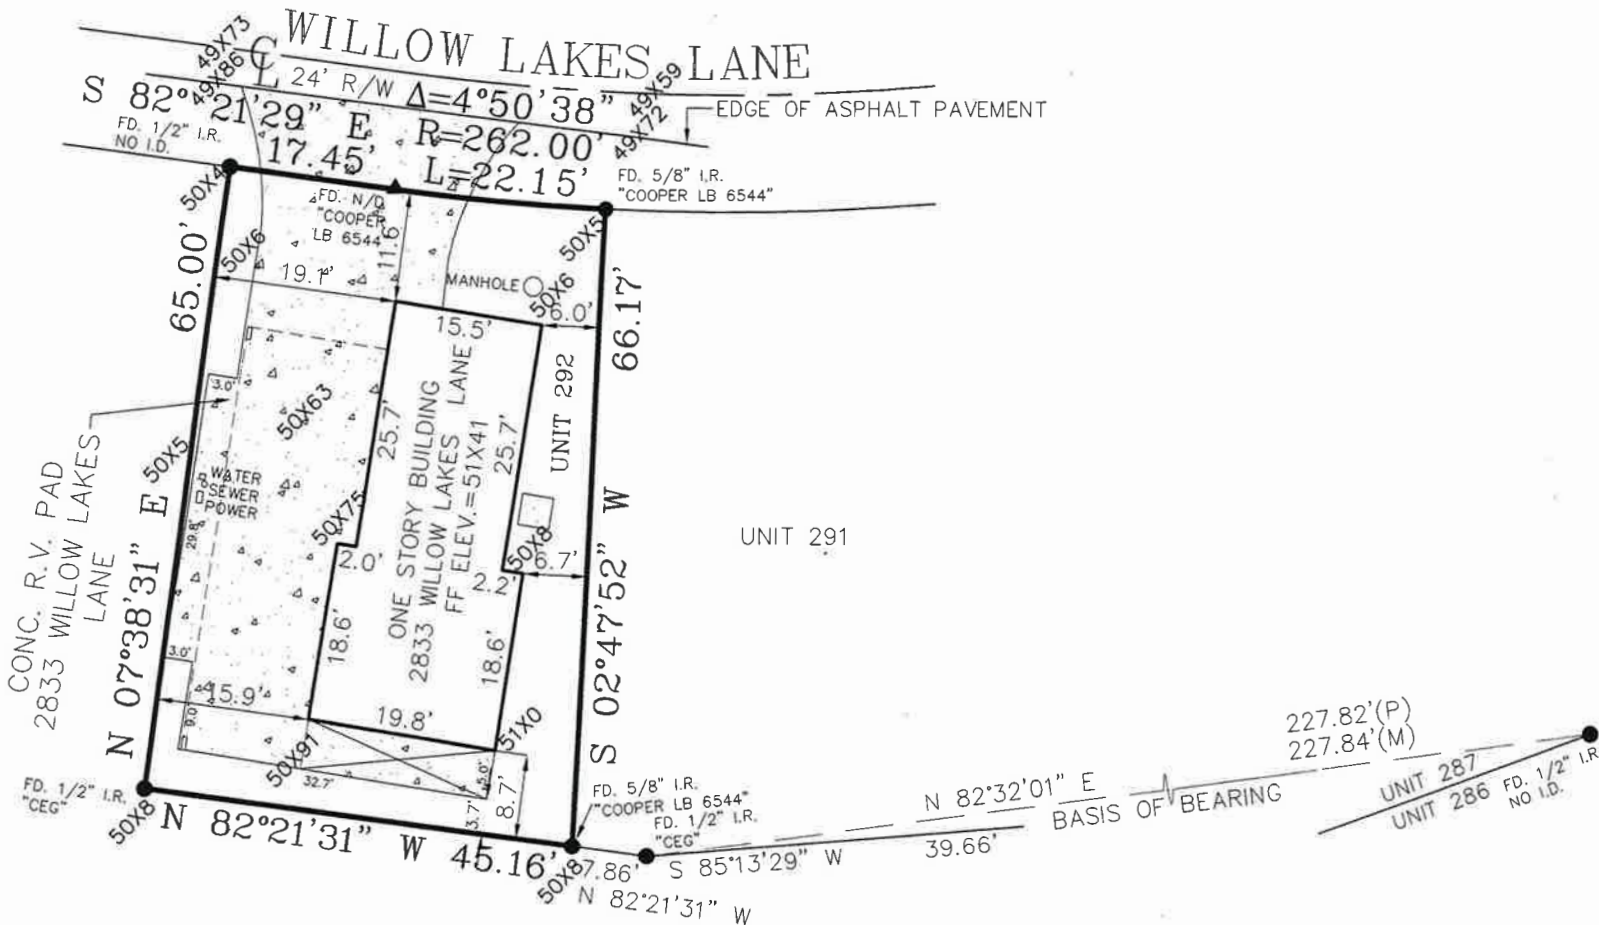 WILLOW LAKES LANE
℄
24' R/W
49X73
49X86
49X59
49X72
EDGE OF ASPHALT PAVEMENT
S 82°21'29" E
17.45'
Δ=4°50'38"
R=262.00'
L=22.15'
FD. 1/2" I.R.
NO I.D.
FD. 5/8" I.R.
"COOPER LB 6544"
FD. N/D
"COOPER
LB 6544
50X4
50X5
50X6
11.6'
19.1'
MANHOLE
50X6
6.0'
15.5'
65.00'
66.17'
3.0'
50X63
25.7'
ONE STORY BUILDING
2833 WILLOW LAKES LANE
FF ELEV.=51X41
25.7'
UNIT 292
UNIT 291
50X5
WATER
SEWER
POWER
50X75
2.0'
50X8
6.7'
2.2'
CONC. R.V. PAD
2833 WILLOW LAKES
LANE
N 07°38'31" E
S 02°47'52" W
29.8'
18.6'
18.6'
3.0'
15.9'
9.0'
19.8'
51X0
50X91
32.7'
5.0'
3.7'
8.7'
FD. 1/2" I.R.
"CEG"
50X8
N 82°21'31" W 45.16'
FD. 5/8" I.R.
"COOPER LB 6544"
FD. 1/2" I.R.
"CEG"
50X8
7.86'
N 82°21'31" W
S 85°13'29" W
39.66'
N 82°32'01" E
BASIS OF BEARING
227.82'(P)
227.84'(M)
UNIT 287
UNIT 286
FD. 1/2" I.R
NO I.D.